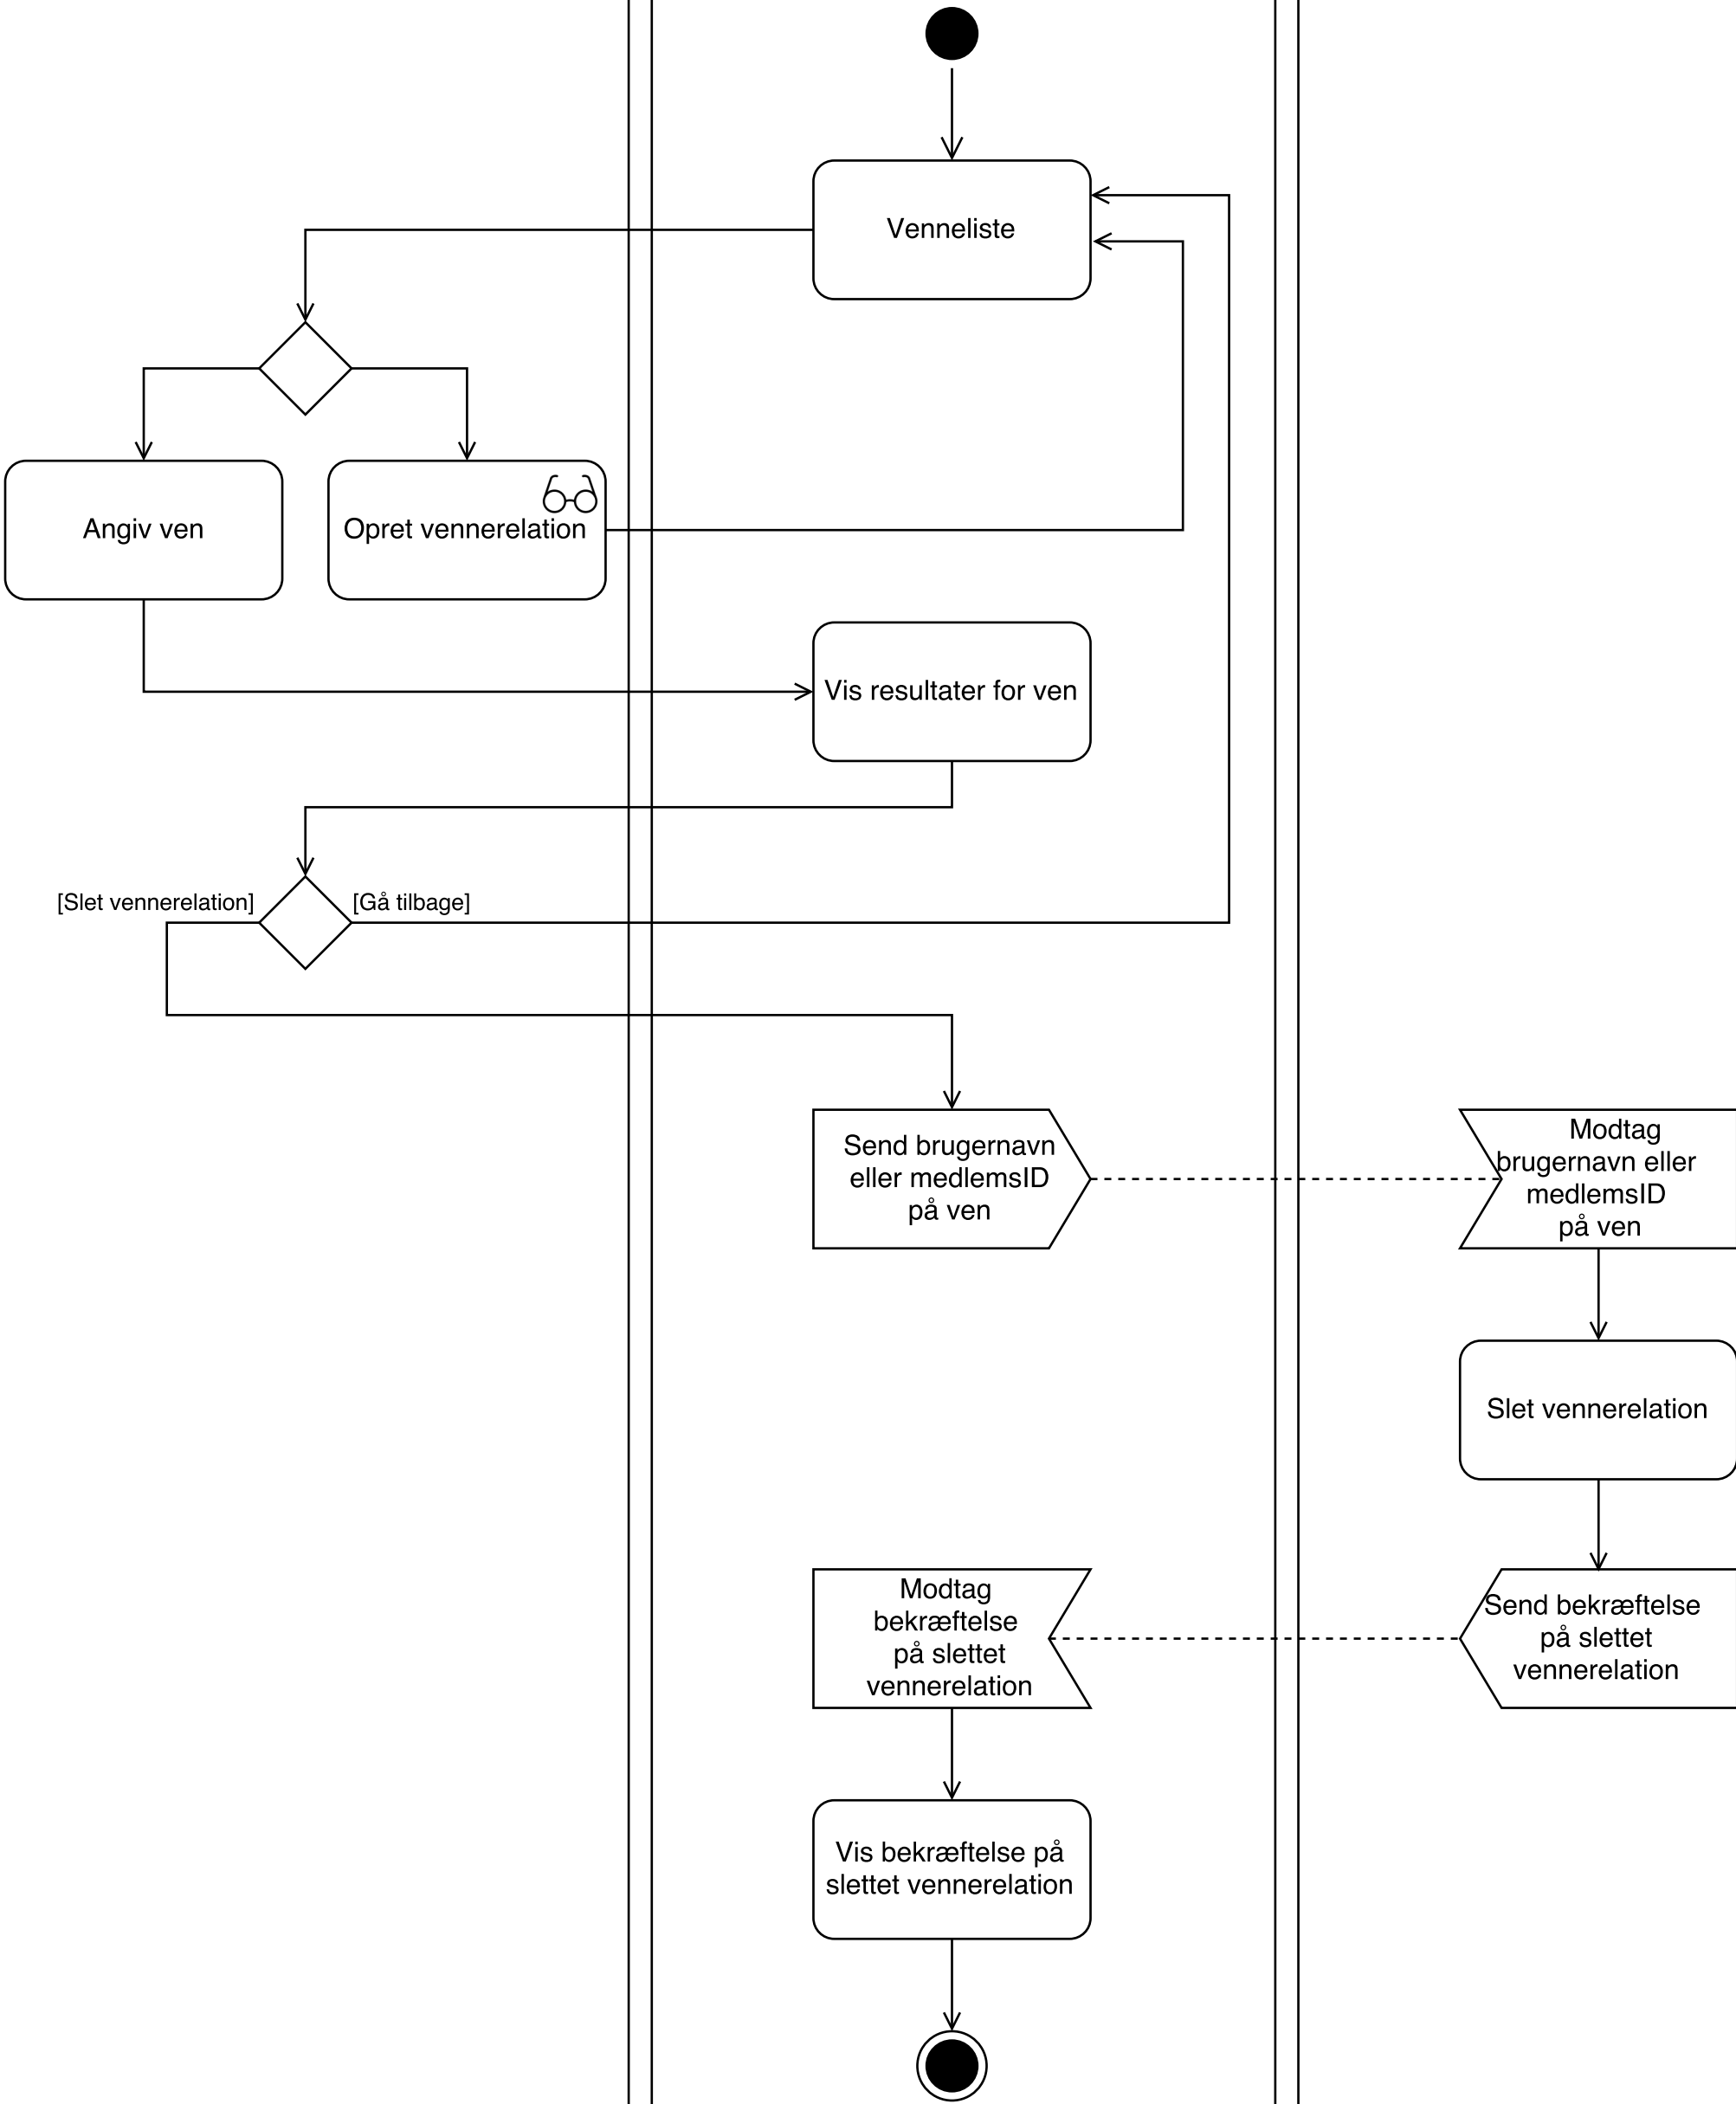 Venneliste
Angiv ven
Opret vennerelation
Vis resultater for ven
[Slet vennerelation]
[Gå tilbage]
Send brugernavn
eller medlemsID
på ven
Modtag
brugernavn eller
medlemsID
på ven
Slet vennerelation
Send bekræftelse
på slettet
vennerelation
Modtag
bekræftelse
på slettet
vennerelation
Vis bekræftelse på
slettet vennerelation